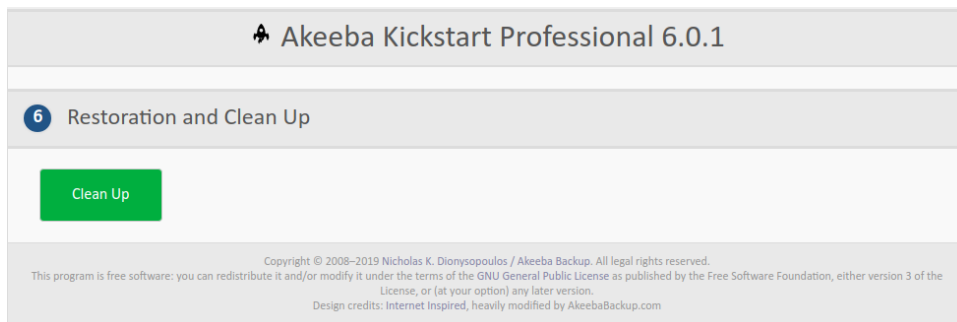 Akeeba Kickstart Professional 6.0.1
6 Restoration and Clean Up
Clean Up
Copyright © 2008–2019 Nicholas K. Dionysopoulos / Akeeba Backup. All legal rights reserved.
This program is free software: you can redistribute it and/or modify it under the terms of the GNU General Public License as published by the Free Software Foundation, either version 3 of the
License, or (at your option) any later version.
Design credits: Internet Inspired, heavily modified by AkeebaBackup.com